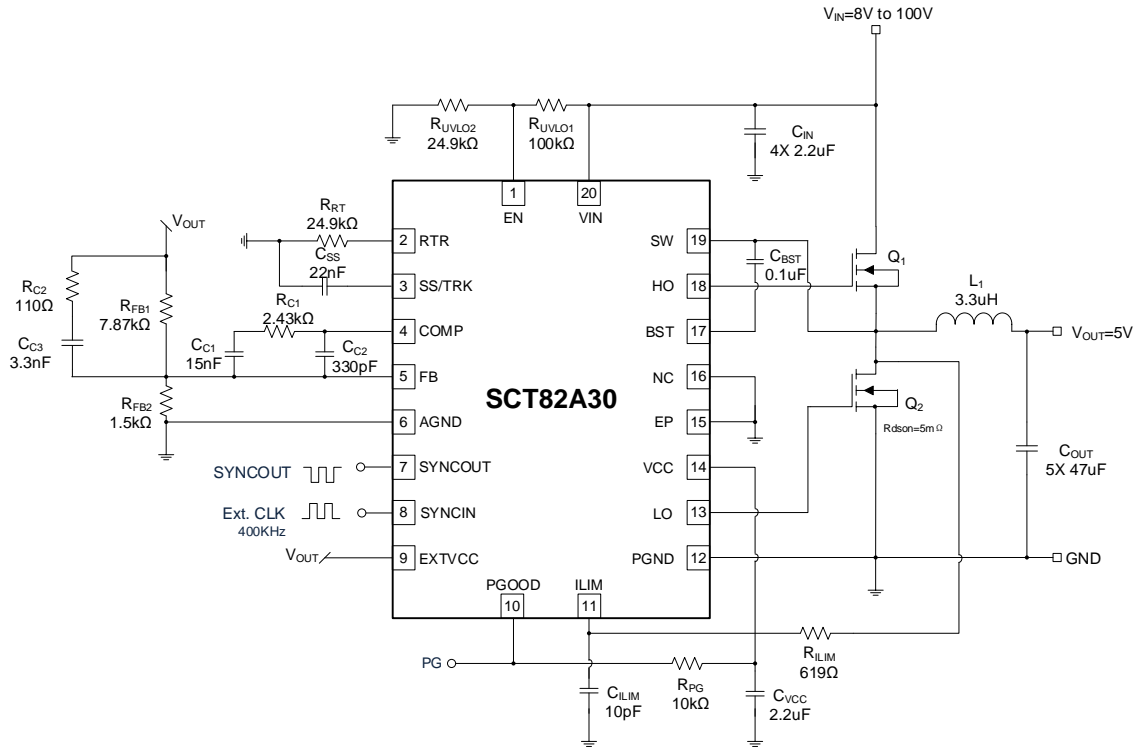 V_IN=8V to 100V
R_UVLO2
24.9kΩ
R_UVLO1
100kΩ
C_IN
4X 2.2uF
1
EN
20
VIN
R_RT
24.9kΩ
C_SS
22nF
2 RTR
3 SS/TRK
R_C1
2.43kΩ
4 COMP
C_C1
15nF
C_C2
330pF
5 FB
V_OUT
R_C2
110Ω
R_FB1
7.87kΩ
C_C3
3.3nF
R_FB2
1.5kΩ
6 AGND
SYNCOUT
7 SYNCOUT
Ext. CLK
400KHz
8 SYNCIN
V_OUT
9 EXTVCC
SCT82A30
SW 19
HO 18
BST 17
NC 16
EP 15
VCC 14
LO 13
PGND 12
C_BST
0.1uF
Q_1
L_1
3.3uH
V_OUT=5V
Q_2
Rdson=5mΩ
C_OUT
5X 47uF
GND
PGOOD
10
ILIM
11
PG
R_PG
10kΩ
C_ILIM
10pF
R_ILIM
619Ω
C_VCC
2.2uF